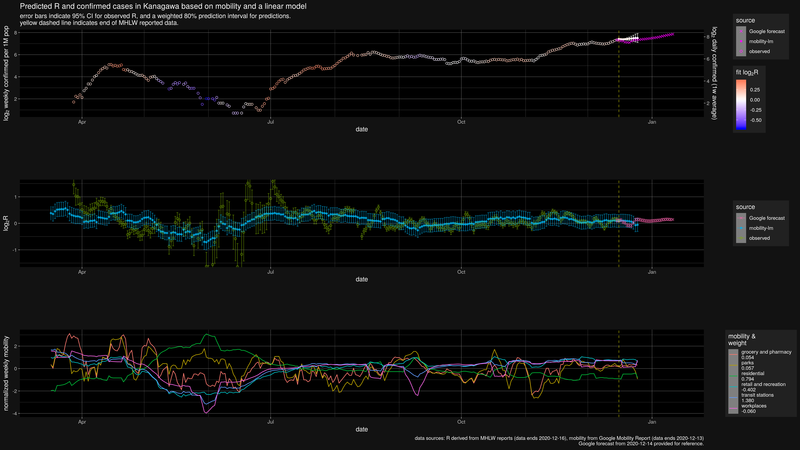 Predicted R and confirmed cases in Kanagawa based on mobility and a linear model
error bars indicate 95% CI for observed R, and a weighted 80% prediction interval for predictions.
yellow dashed line indicates end of MHLW reported data.
log₂ weekly confirmed per 1M pop
8
6
4
2
log₂ daily confirmed (1w average)
8
6
4
2
Apr
Jul
Oct
Jan
date
source
Google forecast
mobility-lm
observed
fit log₂R
0.25
0.00
-0.25
-0.50
log₂R
1
0
-1
Apr
Jul
Oct
Jan
date
source
Google forecast
mobility-lm
observed
normalized weekly mobility
2
0
-2
-4
Apr
Jul
Oct
Jan
date
mobility &
weight
grocery and pharmacy
0.054
parks
0.057
residential
0.794
retail and recreation
-0.402
transit stations
1.380
workplaces
-0.060
data sources: R derived from MHLW reports (data ends 2020-12-16), mobility from Google Mobility Report (data ends 2020-12-13)
Google forecast from 2020-12-14 provided for reference.